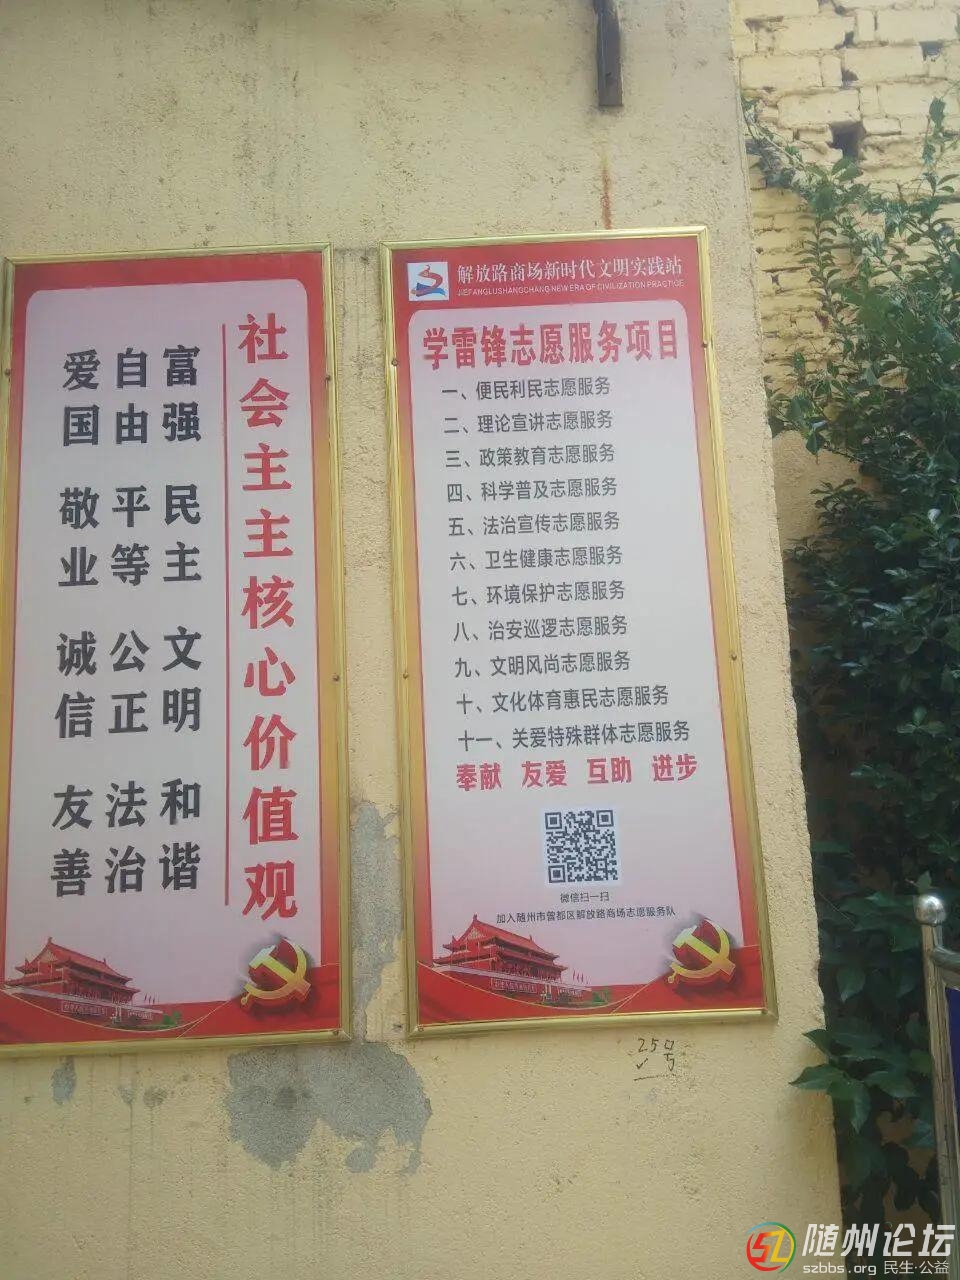 社会主主核心价值观
富强 民主 文明 和谐
自由 平等 公正 法治
爱国 敬业 诚信 友善
解放路商场新时代文明实践站
JIEFANGLUSHANGCHANG NEW ERA OF CIVILIZATION PRACTICE
学雷锋志愿服务项目
一、便民利民志愿服务
二、理论宣讲志愿服务
三、政策教育志愿服务
四、科学普及志愿服务
五、法治宣传志愿服务
六、卫生健康志愿服务
七、环境保护志愿服务
八、治安巡逻志愿服务
九、文明风尚志愿服务
十、文化体育惠民志愿服务
十一、关爱特殊群体志愿服务
奉献 友爱 互助 进步
微信扫一扫
加入随州市曾都区解放路商场志愿服务队
25号
随州论坛
szbbs.org 民生·公益